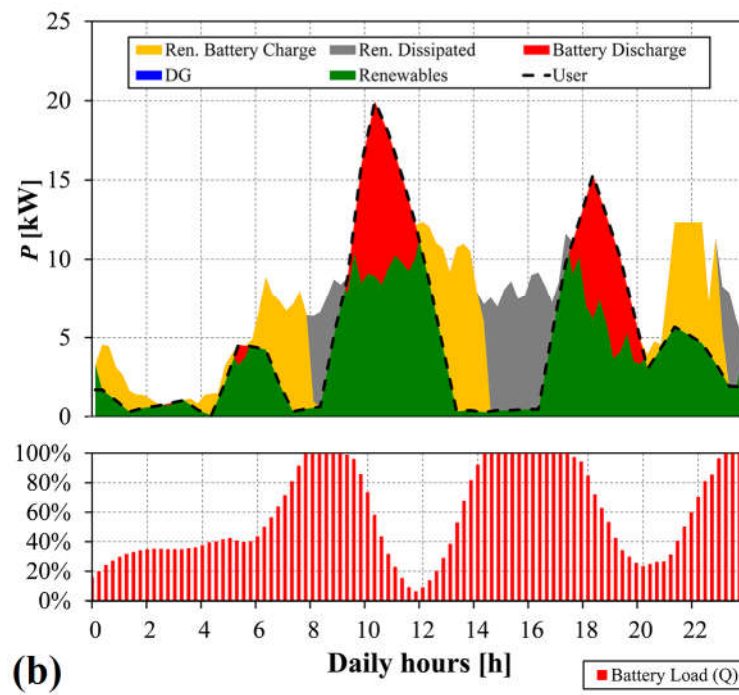 25
Ren. Battery Charge Ren. Dissipated Battery Discharge
DG Renewables User
20
15
P [kW]
10
5
0
100%
80%
60%
40%
20%
0%
0 2 4 6 8 10 12 14 16 18 20 22
(b) Daily hours [h]
Battery Load (Q)